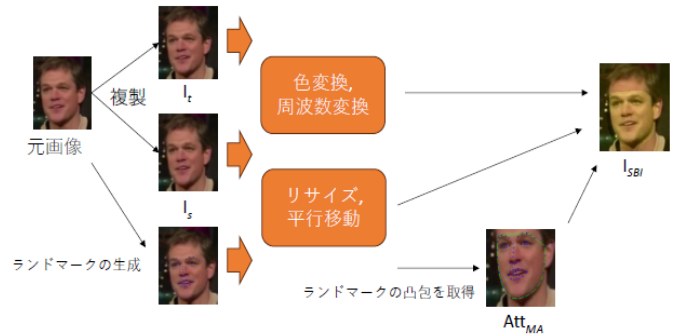 元画像
複製
I_t
I_s
ランドマークの生成
色変換,
周波数変換
リサイズ,
平行移動
ランドマークの凸包を取得
I_SBI
Att_MA